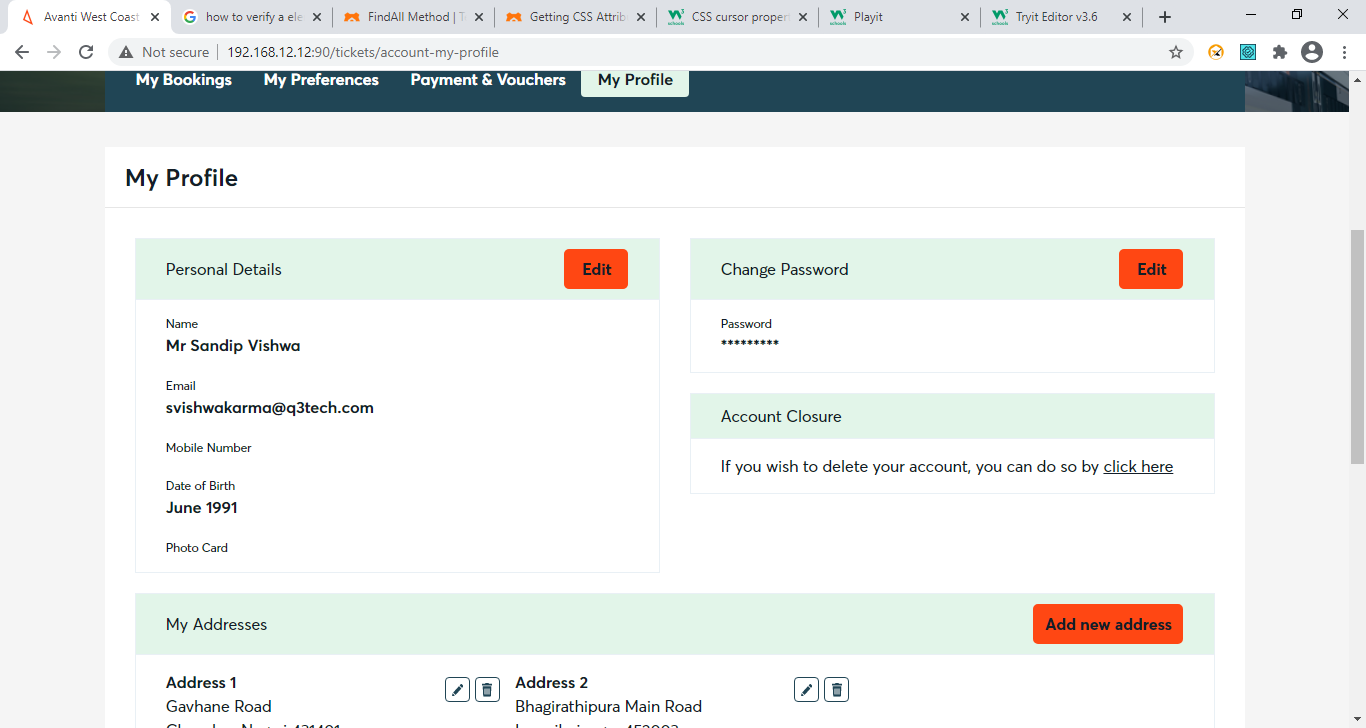 Avanti West Coast
how to verify a ele
FindAll Method | T
Getting CSS Attrib
CSS cursor proper
Playit
Tryit Editor v3.6
Not secure
192.168.12.12:90/tickets/account-my-profile
My Bookings
My Preferences
Payment & Vouchers
My Profile
My Profile
Personal Details
Edit
Name
Mr Sandip Vishwa
Email
svishwakarma@q3tech.com
Mobile Number
Date of Birth
June 1991
Photo Card
Change Password
Edit
Password
*********
Account Closure
If you wish to delete your account, you can do so by click here
My Addresses
Add new address
Address 1
Gavhane Road
Address 2
Bhagirathipura Main Road